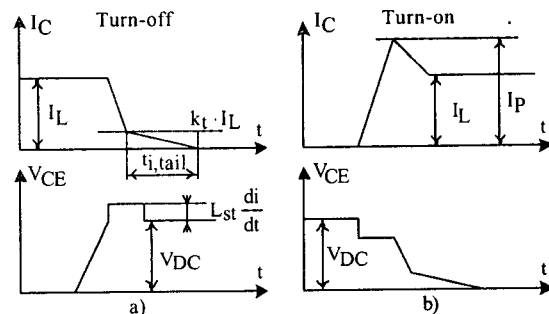 I_C
Turn-off
I_L
k_t · I_L
t
t_i,tail
V_CE
L_st di/dt
V_DC
t
a)
I_C
Turn-on
I_L
I_P
t
V_CE
V_DC
t
b)